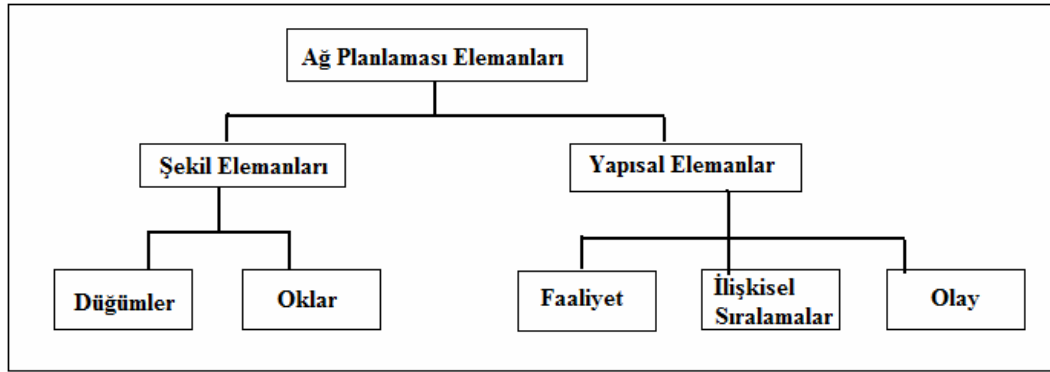 Ağ Planlaması Elemanları
Şekil Elemanları
Yapısal Elemanlar
Düğümler
Oklar
Faaliyet
İlişkisel
Sıralamalar
Olay